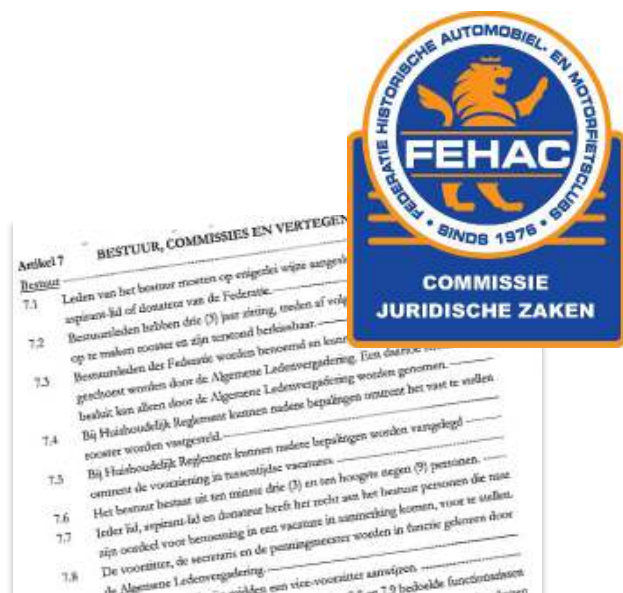 FEDERATIE HISTORISCHE AUTOMOBIEL- EN MOTORFIETSCLUBS
FEHAC
• SINDS 1976 •
COMMISSIE
JURIDISCHE ZAKEN
Artikel 7 BESTUUR, COMMISSIES EN VERTEGEN
Bestuur
7.1 Leden van het bestuur moeten op enigerlei wijze aangesl
aspirant-lid of donateur van de Federatie.
7.2 Bestuursleden hebben drie (3) jaar zitting, treden af volg
op te maken rooster en zijn terstond herkiesbaar.
7.3 Bestuursleden der Federatie worden benoemd en kunn
geschorst worden door de Algemene Ledenvergadering. Een daartoe
besluit kan alleen door de Algemene Ledenvergadering worden genomen.
7.4 Bij Huishoudelijk Reglement kunnen nadere bepalingen omtrent het vast te stellen
rooster worden vastgesteld.
7.5 Bij Huishoudelijk Reglement kunnen nadere bepalingen worden vastgelegd
omtrent de voorziening in tussentijdse vacatures.
7.6 Het bestuur bestaat uit ten minste drie (3) en ten hoogste negen (9) personen.
7.7 Ieder lid, aspirant-lid en donateur heeft het recht aan het bestuur personen die naar
zijn oordeel voor benoeming in een vacature in aanmerking komen, voor te stellen.
7.8 De voorzitter, de secretaris en de penningmeester worden in functie gekozen door
de Algemene Ledenvergadering.
midden een vice-voorzitter aanwijzen.
7.9 bedoelde functionarissen